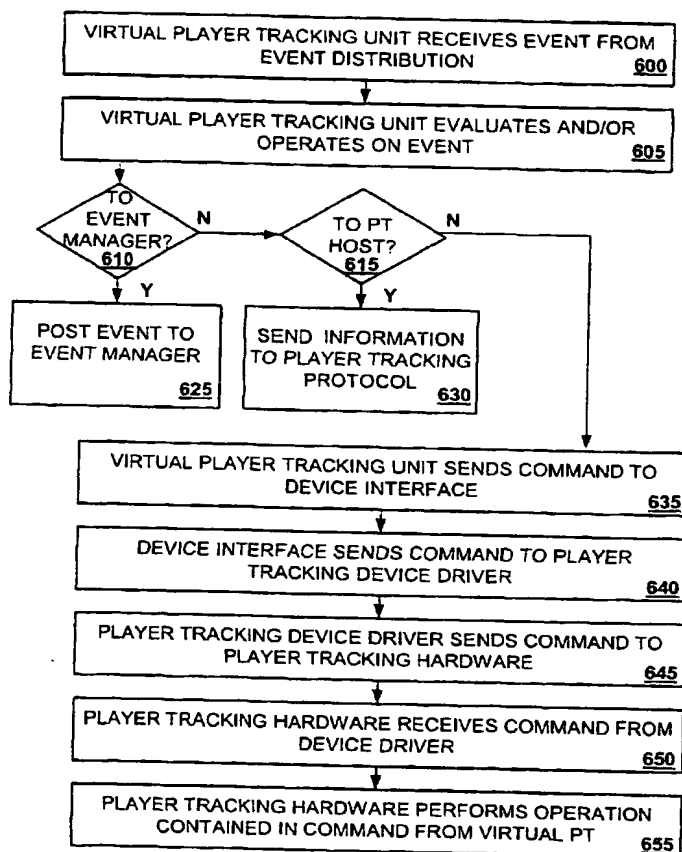 VIRTUAL PLAYER TRACKING UNIT RECEIVES EVENT FROM
EVENT DISTRIBUTION
600
VIRTUAL PLAYER TRACKING UNIT EVALUATES AND/OR
OPERATES ON EVENT
605
TO
EVENT
MANAGER?
610
N
Y
TO PT
HOST?
615
N
Y
POST EVENT TO
EVENT MANAGER
625
SEND INFORMATION
TO PLAYER TRACKING
PROTOCOL
630
VIRTUAL PLAYER TRACKING UNIT SENDS COMMAND TO
DEVICE INTERFACE
635
DEVICE INTERFACE SENDS COMMAND TO PLAYER
TRACKING DEVICE DRIVER
640
PLAYER TRACKING DEVICE DRIVER SENDS COMMAND TO
PLAYER TRACKING HARDWARE
645
PLAYER TRACKING HARDWARE RECEIVES COMMAND FROM
DEVICE DRIVER
650
PLAYER TRACKING HARDWARE PERFORMS OPERATION
CONTAINED IN COMMAND FROM VIRTUAL PT
655